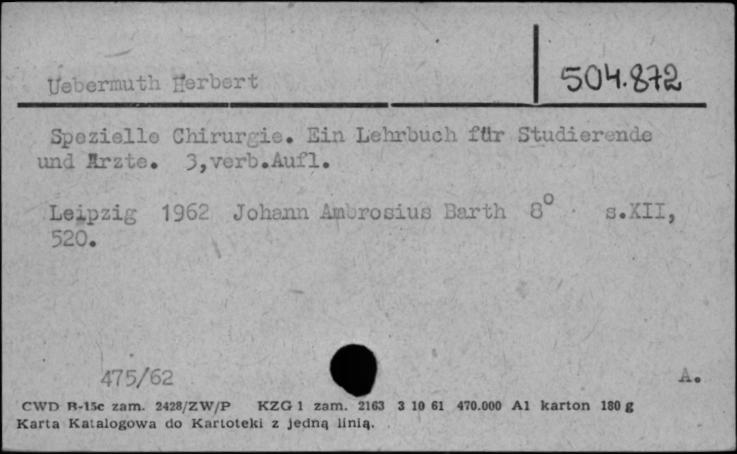 Uebermuth Herbert
504.872
Spezielle Chirurgie. Ein Lehrbuch für Studierende
und Ärzte. 3,verb.Aufl.
Leipzig 1962 Johann Ambrosius Barth 8° s.XII,
520.
475/62
A.
CWD B-15c zam. 2428/ZW/P KZG 1 zam. 2163 3 10 61 470.000 A1 karton 180 g
Karta Katalogowa do Kartoteki z jedną linią.